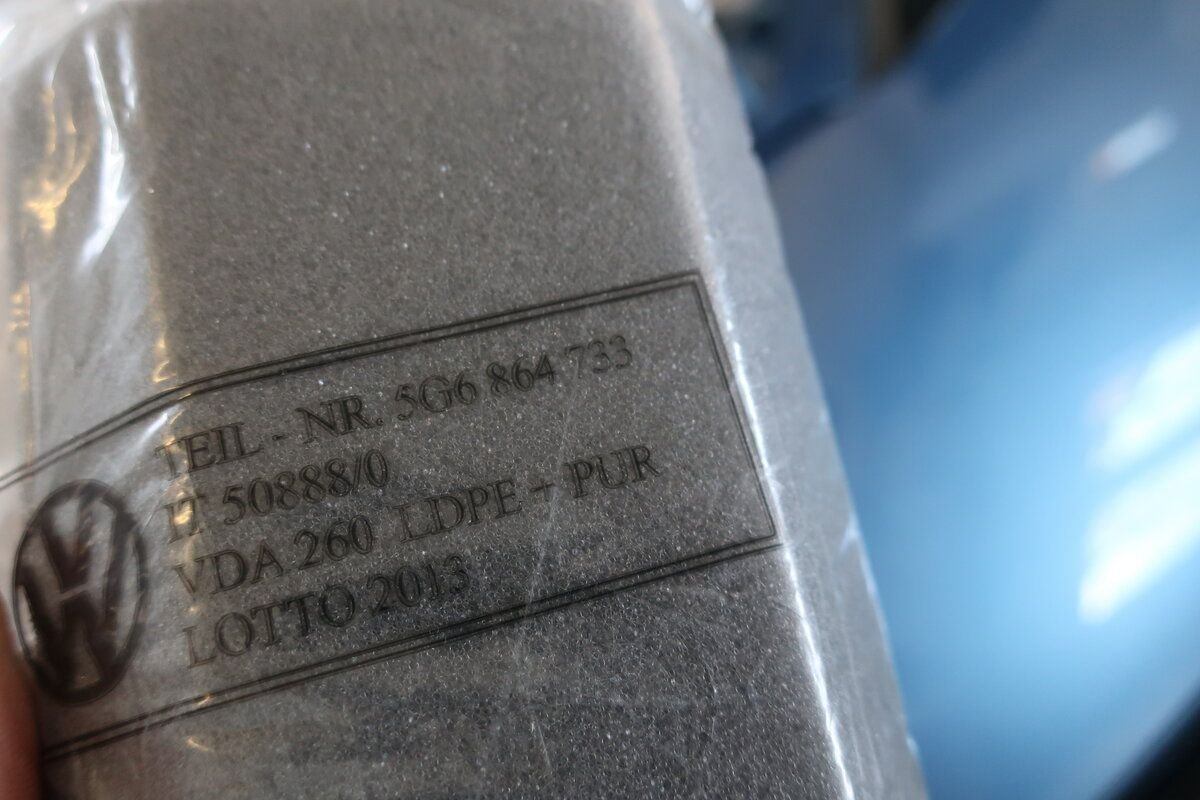 TEIL - NR. 5G6 864 733
IT 50888/0
VDA 260 LDPE + PUR
LOTTO 2013